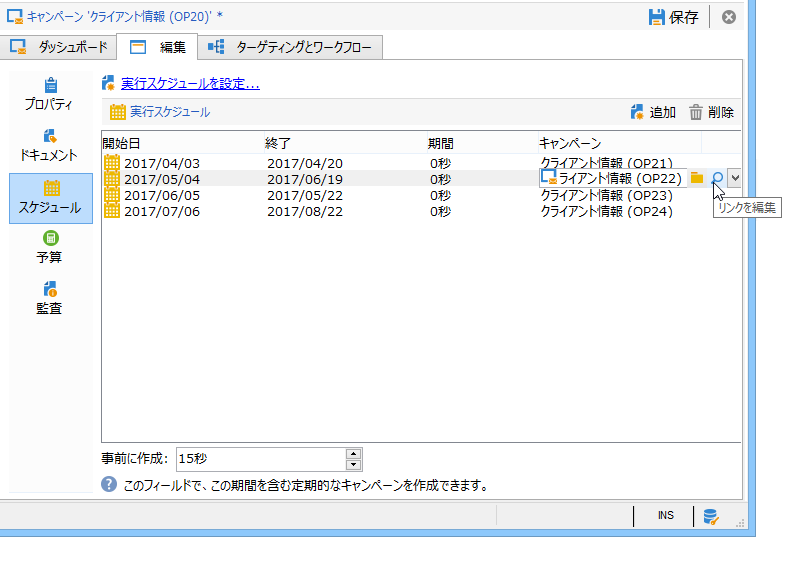 キャンペーン 'クライアント情報 (OP20)' *
保存
ダッシュボード 編集 ターゲティングとワークフロー
プロパティ
ドキュメント
スケジュール
予算
監査
実行スケジュールを設定...
実行スケジュール 追加 削除
開始日 終了 期間 キャンペーン
2017/04/03 2017/04/20 0秒 クライアント情報 (OP21)
2017/05/04 2017/06/19 0秒 ライアント情報 (OP22)
2017/06/05 2017/05/22 0秒 クライアント情報 (OP23)
2017/07/06 2017/08/22 0秒 クライアント情報 (OP24)
リンクを編集
事前に作成: 15秒
このフィールドで、この期間を含む定期的なキャンペーンを作成できます。
INS